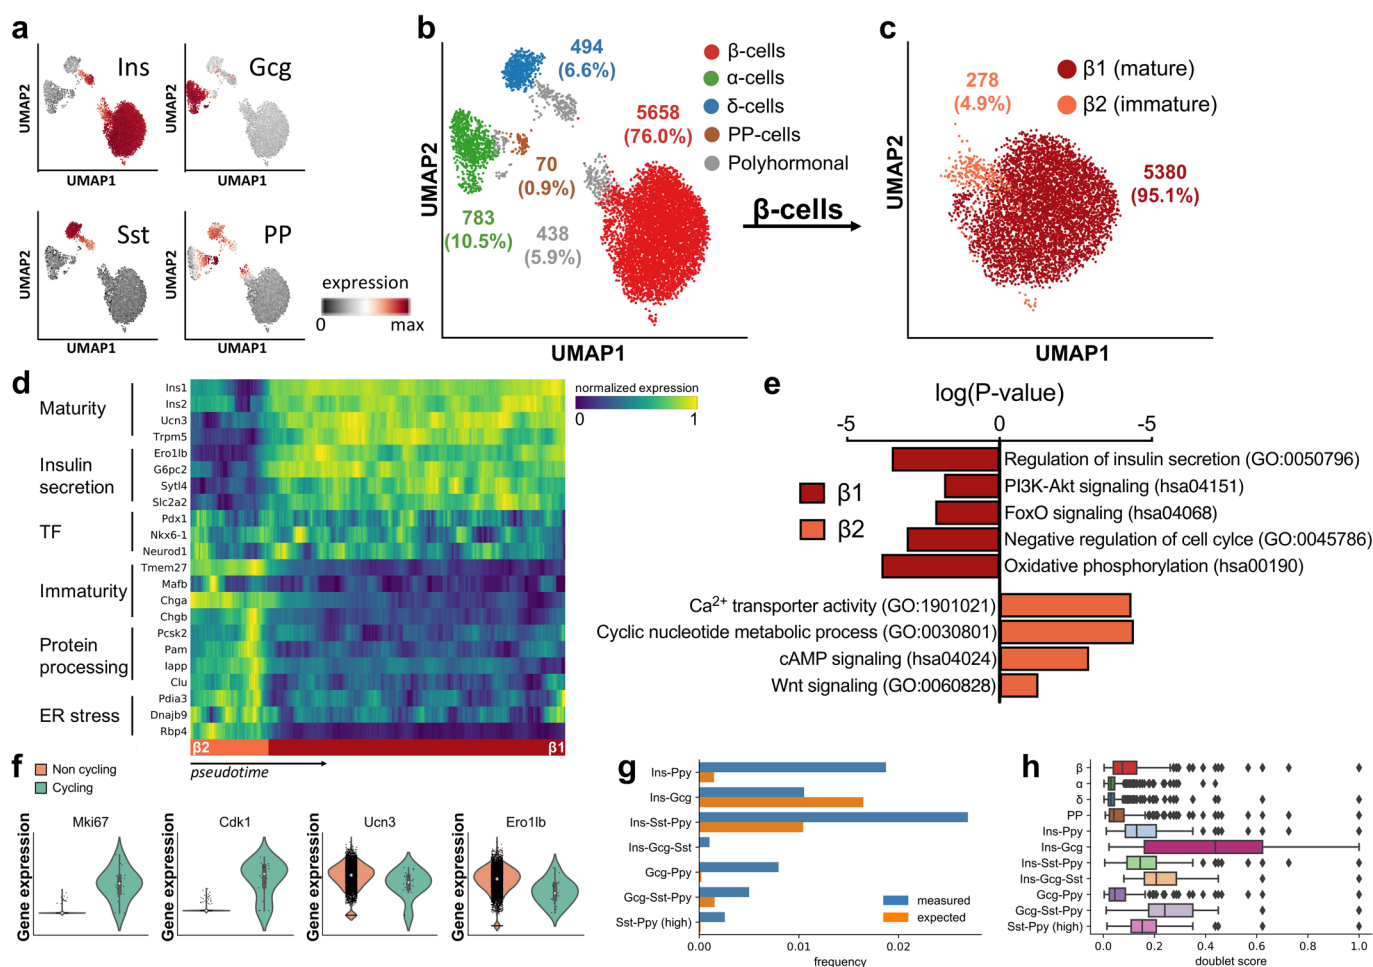 a
Ins
UMAP2
UMAP1
Gcg
UMAP2
Sst
UMAP2
UMAP1
PP
UMAP2
UMAP1
expression
0
max
b
494
(6.6%)
β-cells
α-cells
δ-cells
PP-cells
Polyhormonal
5658
(76.0%)
70
(0.9%)
783
(10.5%)
438
(5.9%)
UMAP2
UMAP1
β-cells
c
278
(4.9%)
β1 (mature)
β2 (immature)
5380
(95.1%)
UMAP2
UMAP1
d
Maturity
Insulin
secretion
TF
Immaturity
Protein
processing
ER stress
Ins1
Ins2
Ucn3
Trpm5
Ero1lb
G6pc2
Sytl4
Slc2a2
Pdx1
Nkx6-1
Neurod1
Tmem27
Mafb
Chga
Chgb
Pcsk2
Pam
Iapp
Clu
Pdia3
Dnajb9
Rbp4
β2
β1
pseudotime
normalized expression
0
1
e
log(P-value)
-5
0
-5
β1
β2
Regulation of insulin secretion (GO:0050796)
PI3K-Akt signaling (hsa04151)
FoxO signaling (hsa04068)
Negative regulation of cell cylce (GO:0045786)
Oxidative phosphorylation (hsa00190)
Ca2+ transporter activity (GO:1901021)
Cyclic nucleotide metabolic process (GO:0030801)
cAMP signaling (hsa04024)
Wnt signaling (GO:0060828)
f
Non cycling
Cycling
Mki67
Gene expression
Cdk1
Gene expression
Ucn3
Gene expression
Ero1lb
Gene expression
g
Ins-Ppy
Ins-Gcg
Ins-Sst-Ppy
Ins-Gcg-Sst
Gcg-Ppy
Gcg-Sst-Ppy
Sst-Ppy (high)
measured
expected
0.00
0.01
0.02
frequency
h
β
α
δ
PP
Ins-Ppy
Ins-Gcg
Ins-Sst-Ppy
Ins-Gcg-Sst
Gcg-Ppy
Gcg-Sst-Ppy
Sst-Ppy (high)
0.0
0.2
0.4
0.6
0.8
1.0
doublet score